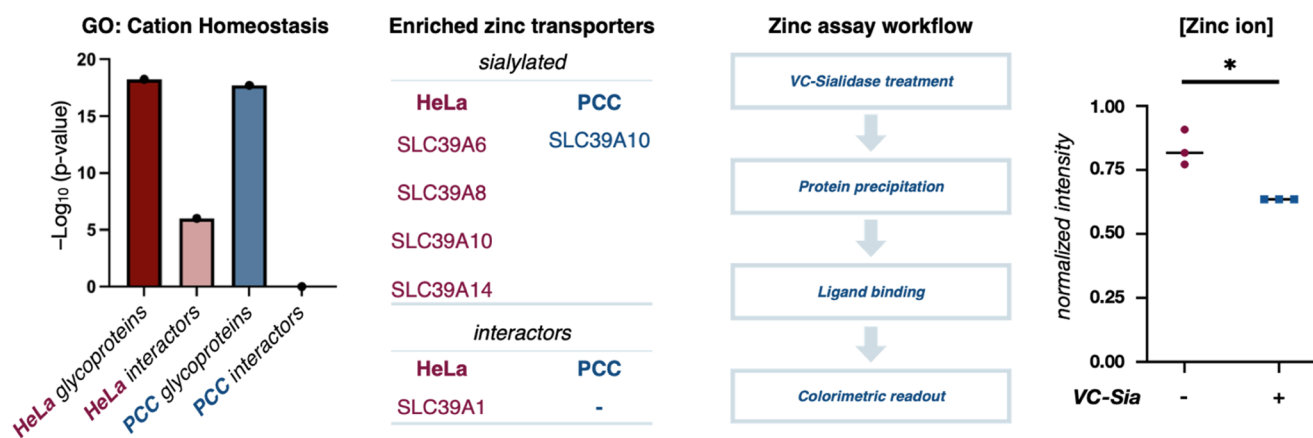 GO: Cation Homeostasis
–Log₁₀ (p-value)
20
15
10
5
0
HeLa glycoproteins
HeLa interactors
PCC glycoproteins
PCC interactors
Enriched zinc transporters
sialylated
HeLa PCC
SLC39A6 SLC39A10
SLC39A8
SLC39A10
SLC39A14
interactors
HeLa PCC
SLC39A1 -
Zinc assay workflow
VC-Sialidase treatment
Protein precipitation
Ligand binding
Colorimetric readout
[Zinc ion]
*
normalized intensity
1.00
0.75
0.50
0.25
0.00
VC-Sia - +